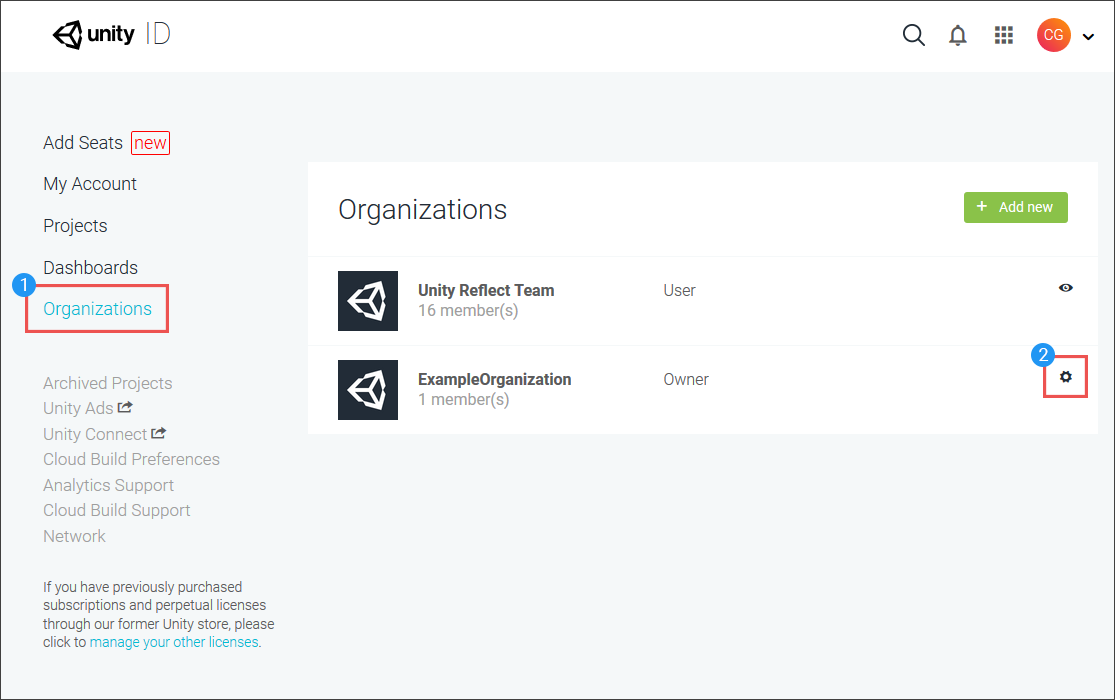 unity ID
CG
Add Seats new
My Account
Projects
Dashboards
1
Organizations
Archived Projects
Unity Ads
Unity Connect
Cloud Build Preferences
Analytics Support
Cloud Build Support
Network
If you have previously purchased
subscriptions and perpetual licenses
through our former Unity store, please
click to manage your other licenses.
Organizations
+ Add new
Unity Reflect Team
16 member(s)
User
ExampleOrganization
1 member(s)
Owner
2